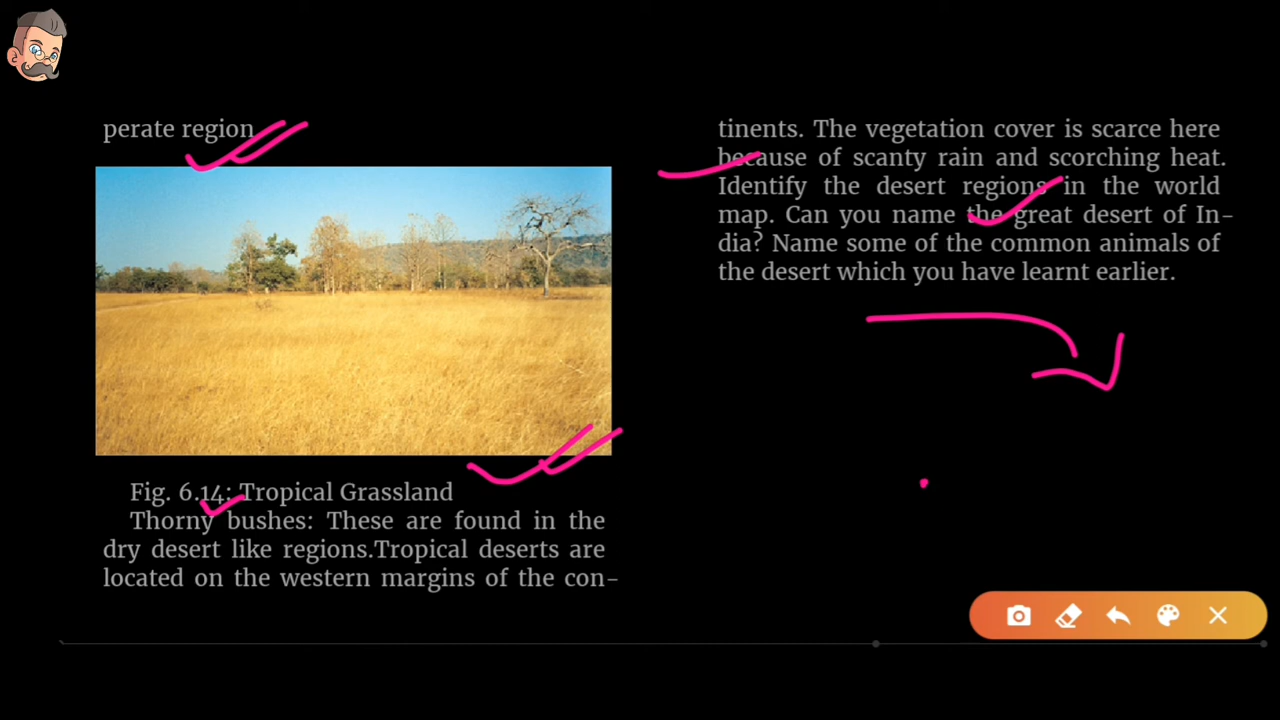 perate region
Fig. 6.14: Tropical Grassland
Thorny bushes: These are found in the
dry desert like regions.Tropical deserts are
located on the western margins of the con-
tinents. The vegetation cover is scarce here
because of scanty rain and scorching heat.
Identify the desert regions in the world
map. Can you name the great desert of In-
dia? Name some of the common animals of
the desert which you have learnt earlier.